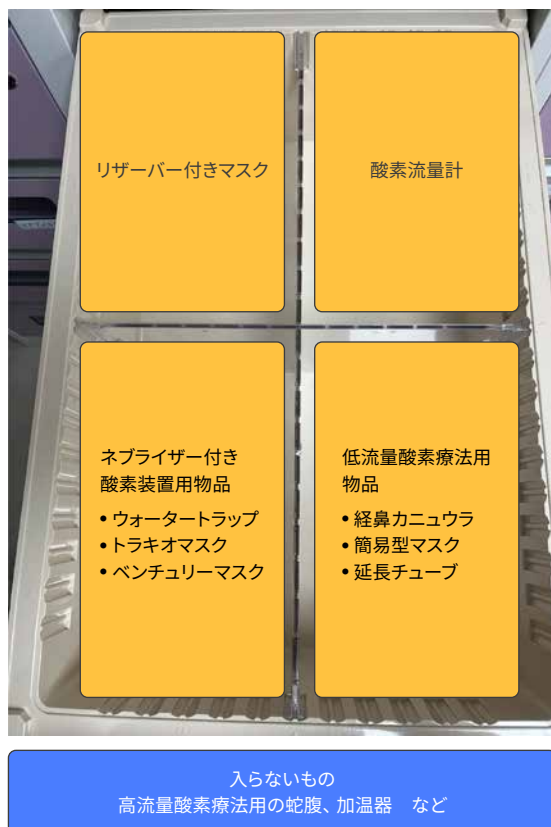 リザーバー付きマスク
酸素流量計
ネブライザー付き
酸素装置用物品
• ウォータートラップ
• トラキオマスク
• ベンチュリーマスク
低流量酸素療法用
物品
• 経鼻カニュウラ
• 簡易型マスク
• 延長チューブ
入らないもの
高流量酸素療法用の蛇腹、加温器　など